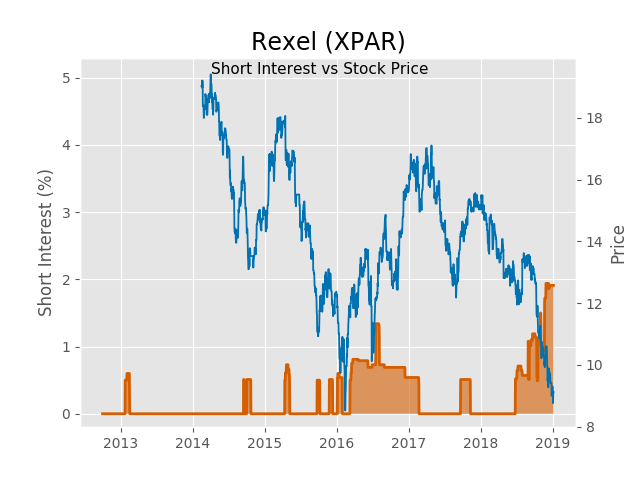 Rexel (XPAR)
Short Interest vs Stock Price
Short Interest (%)
5
4
3
2
1
0
18
16
14
12
10
8
Price
2013 2014 2015 2016 2017 2018 2019